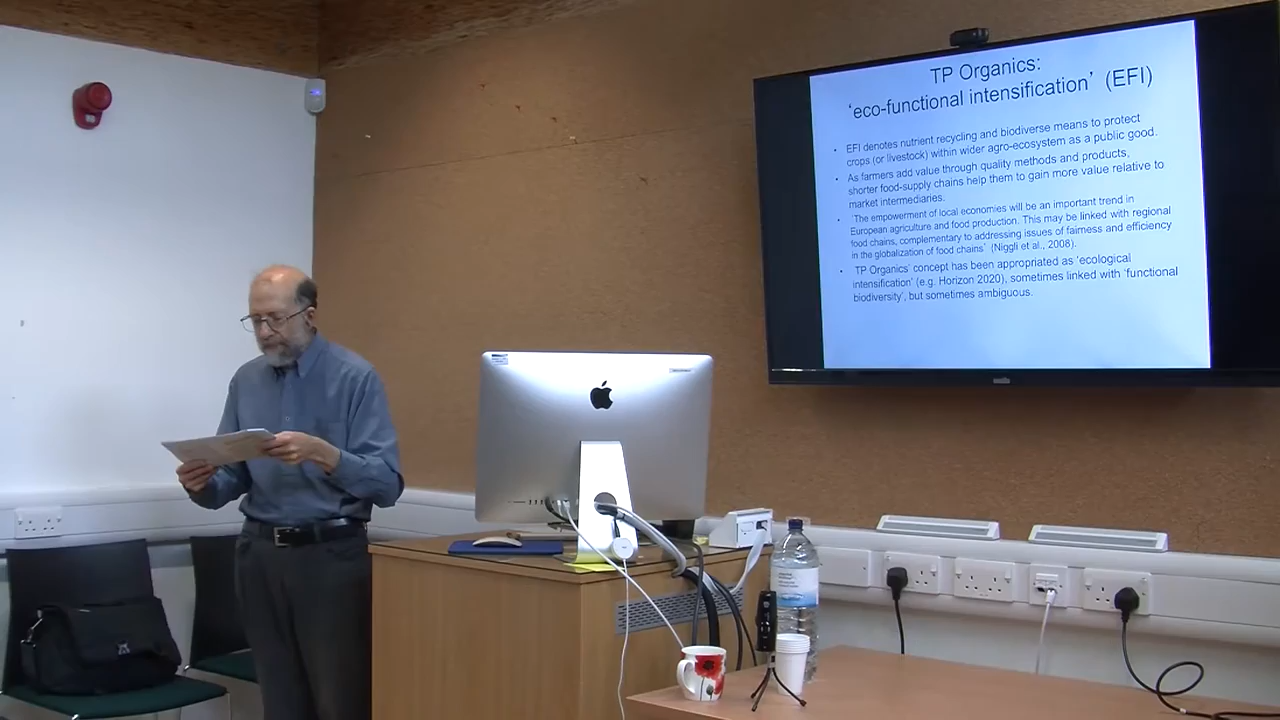 TP Organics:
‘eco-functional intensification’ (EFI)
• EFI denotes nutrient recycling and biodiverse means to protect
crops (or livestock) within wider agro-ecosystem as a public good.
• As farmers add value through quality methods and products,
shorter food-supply chains help them to gain more value relative to
market intermediaries.
• ‘The empowerment of local economies will be an important trend in
European agriculture and food production. This may be linked with regional
food chains, complementary to addressing issues of fairness and efficiency
in the globalization of food chains’ (Niggli et al., 2008).
• TP Organics’ concept has been appropriated as ‘ecological
intensification’ (e.g. Horizon 2020), sometimes linked with ‘functional
biodiversity’, but sometimes ambiguous.